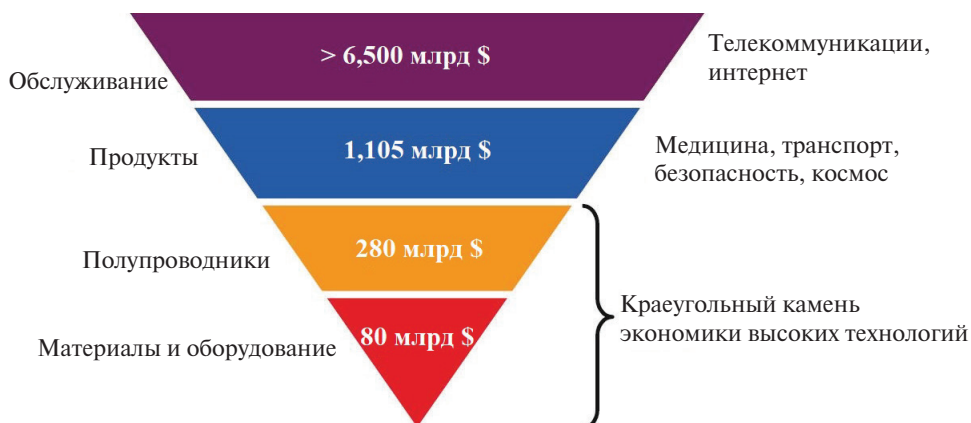 > 6,500 млрд $
Телекоммуникации,
интернет
Обслуживание
1,105 млрд $
Продукты
Медицина, транспорт,
безопасность, космос
280 млрд $
Полупроводники
Краеугольный камень
экономики высоких технологий
80 млрд $
Материалы и оборудование